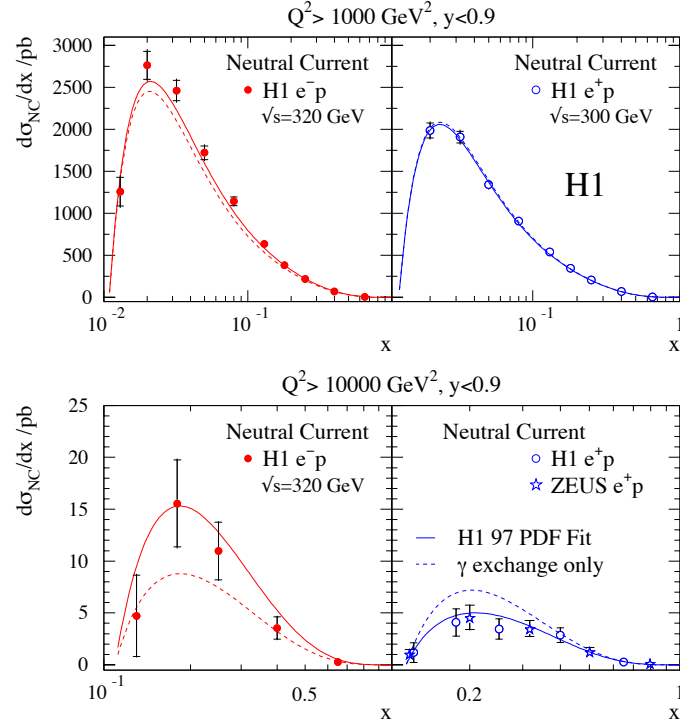 Q² > 1000 GeV², y<0.9
dσNC/dx /pb
3000
2500
2000
1500
1000
500
0
Neutral Current
H1 e⁻p
√s=320 GeV
10⁻²
10⁻¹
x
Neutral Current
H1 e⁺p
√s=300 GeV
H1
10⁻¹
1
x
Q² > 10000 GeV², y<0.9
dσNC/dx /pb
25
20
15
10
5
0
Neutral Current
H1 e⁻p
√s=320 GeV
10⁻¹
0.5
x
Neutral Current
H1 e⁺p
ZEUS e⁺p
H1 97 PDF Fit
γ exchange only
0.2
1
x